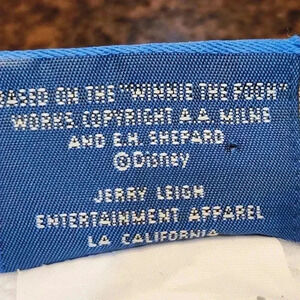 BASED ON THE "WINNIE THE POOH"
WORKS, COPYRIGHT A.A. MILNE
AND E.H. SHEPARD
©Disney
JERRY LEIGH
ENTERTAINMENT APPAREL
LA CALIFORNIA